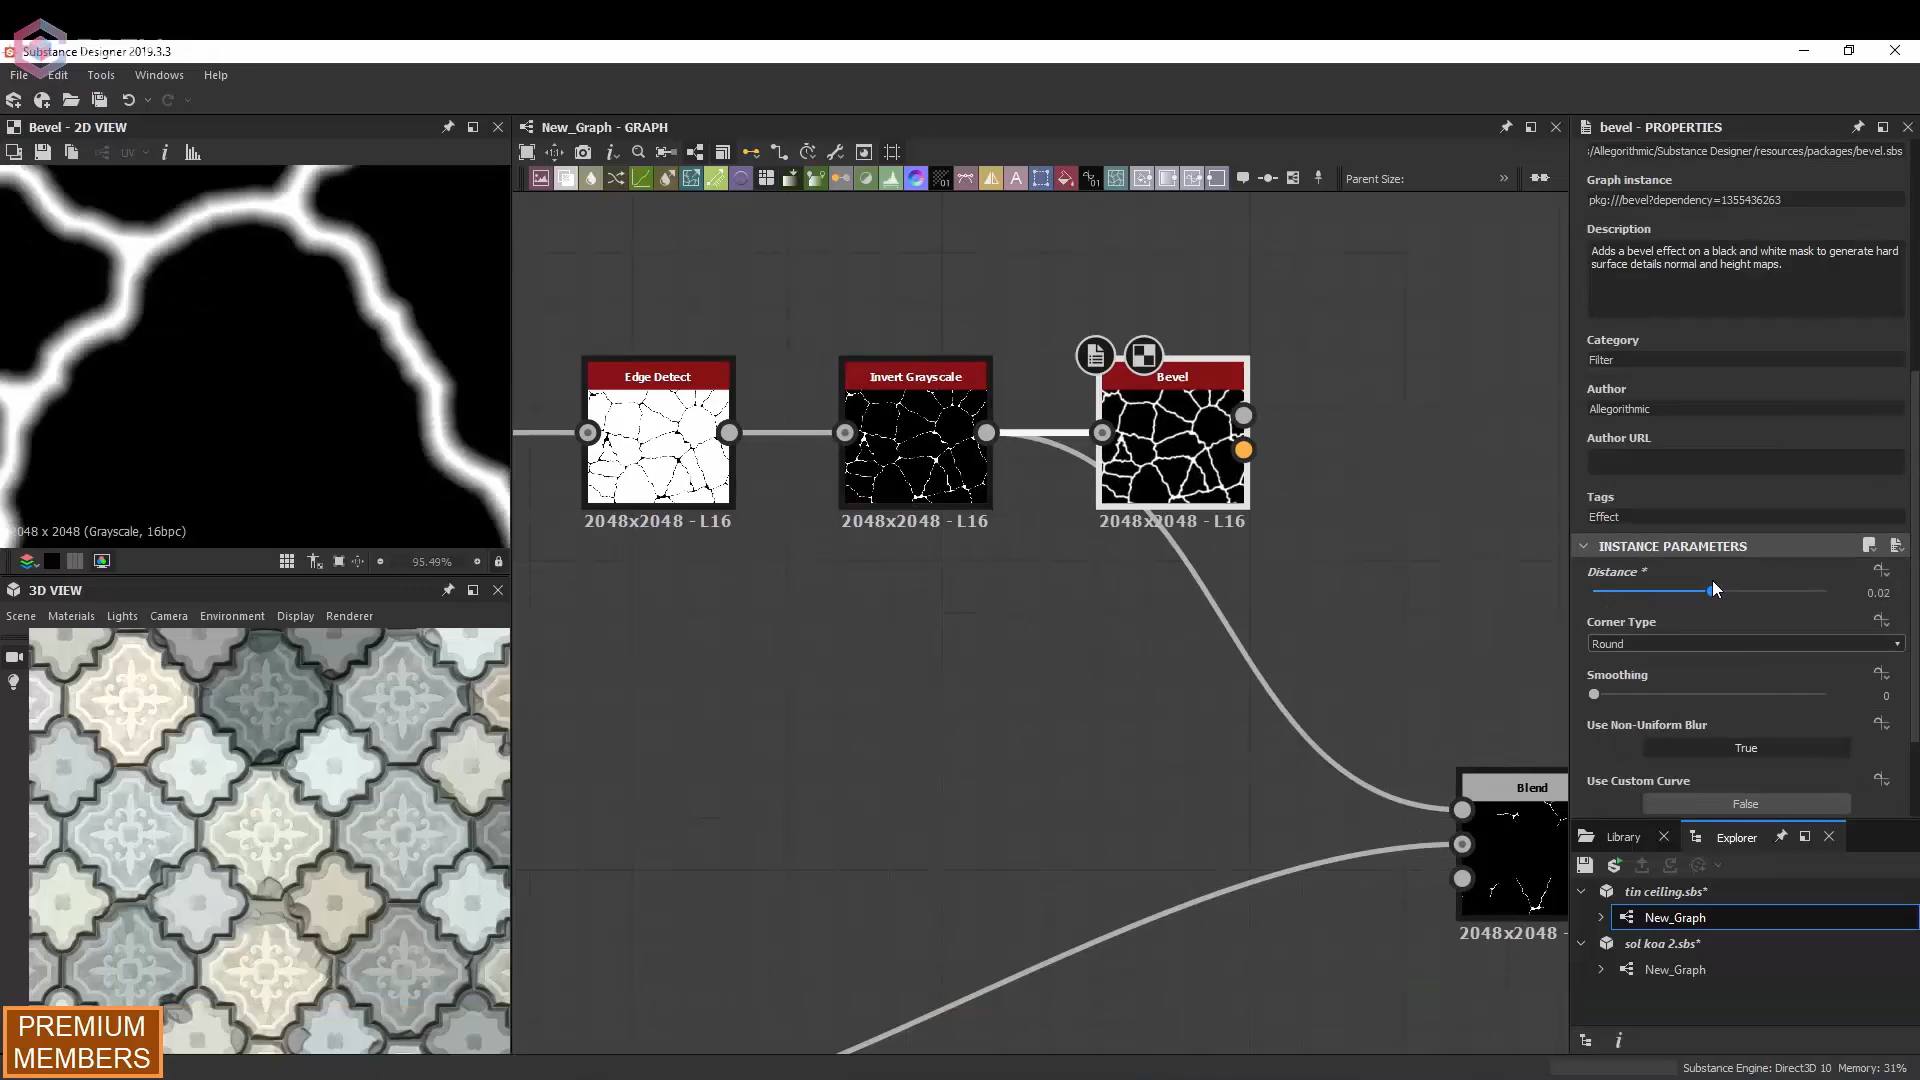 Substance Designer 2019.3.3
File Edit Tools Windows Help
Bevel - 2D VIEW
UV
2048 x 2048 (Grayscale, 16bpc)
95.49%
3D VIEW
Scene Materials Lights Camera Environment Display Renderer
PREMIUM
MEMBERS
New_Graph - GRAPH
Parent Size:
Edge Detect
2048x2048 - L16
Invert Grayscale
2048x2048 - L16
Bevel
2048x2048 - L16
Blend
2048x2048 -
bevel - PROPERTIES
:/Allegorithmic/Substance Designer/resources/packages/bevel.sbs
Graph instance
pkg:///bevel?dependency=1355436263
Description
Adds a bevel effect on a black and white mask to generate hard
surface details normal and height maps.
Category
Filter
Author
Allegorithmic
Author URL
Tags
Effect
INSTANCE PARAMETERS
Distance *
0.02
Corner Type
Round
Smoothing
0
Use Non-Uniform Blur
True
Use Custom Curve
False
Library Explorer
tin ceiling.sbs*
New_Graph
sol koa 2.sbs*
New_Graph
Substance Engine: Direct3D 10 Memory: 31%